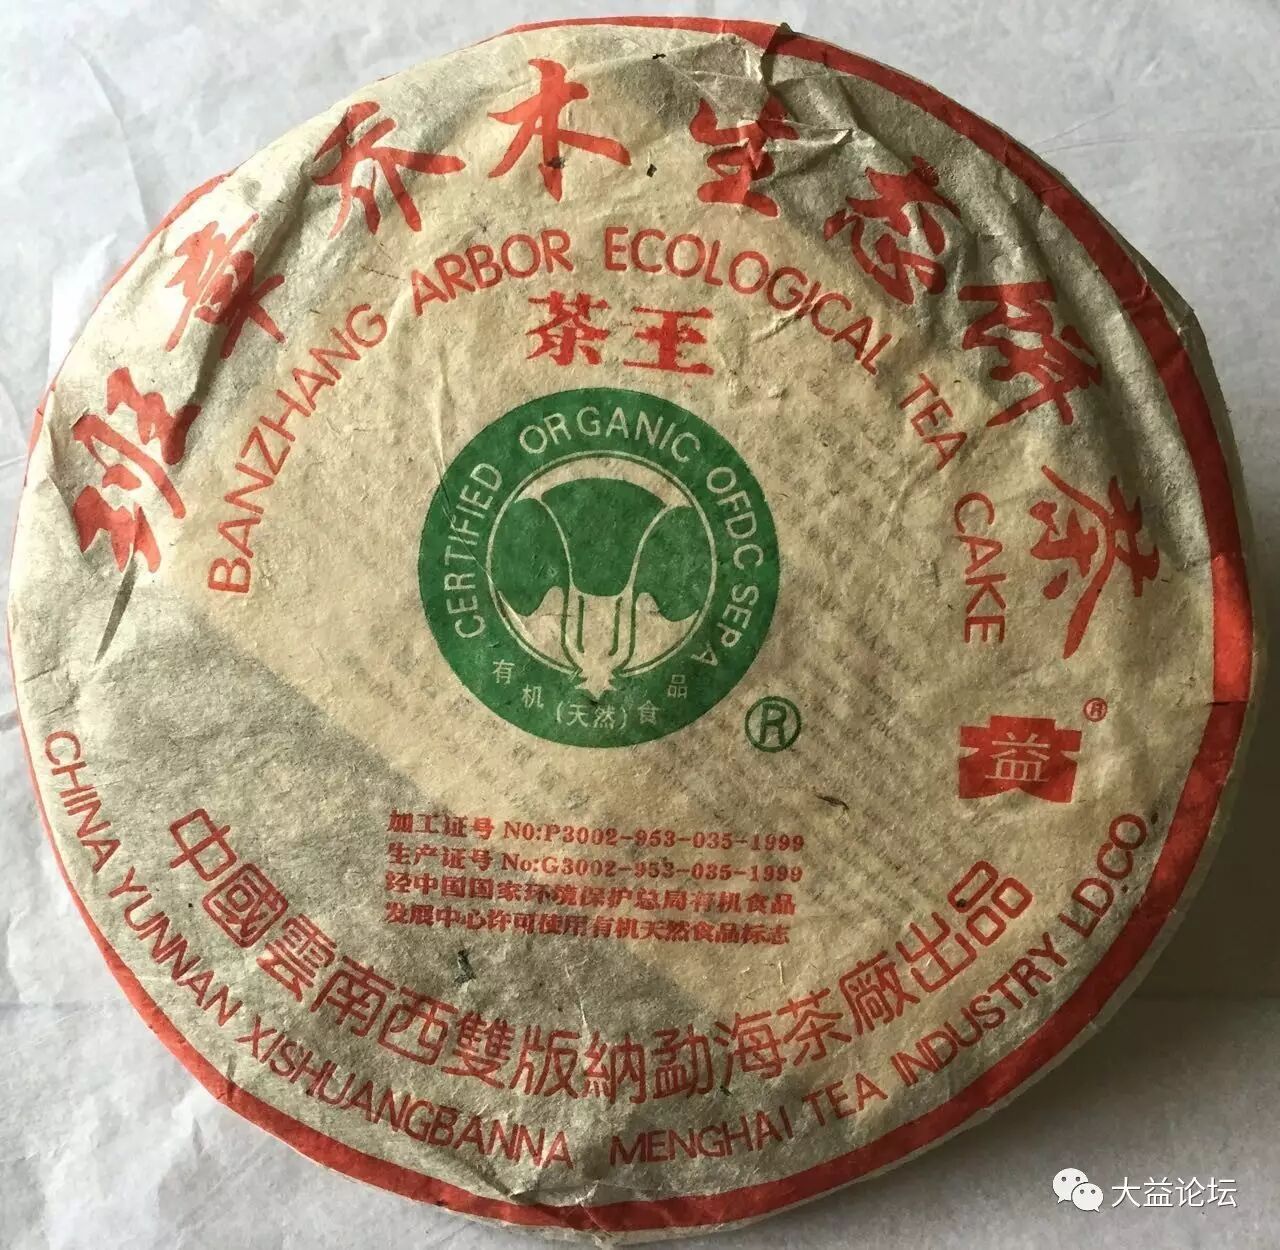 班章乔木生态饼茶
BANZHANG ARBOR ECOLOGICAL TEA CAKE
茶王
CERTIFIED ORGANIC OFDC SEPA
有机(天然)食品
®
益
®
加工证号 NO:P3002-953-035-1999
生产证号 No:G3002-953-035-1999
经中国国家环境保护总局有机食品
发展中心许可使用有机天然食品标志
中國雲南西雙版納勐海茶廠出品
CHINA YUNNAN XISHUANGBANNA MENGHAI TEA INDUSTRY LD.CO.
大益论坛